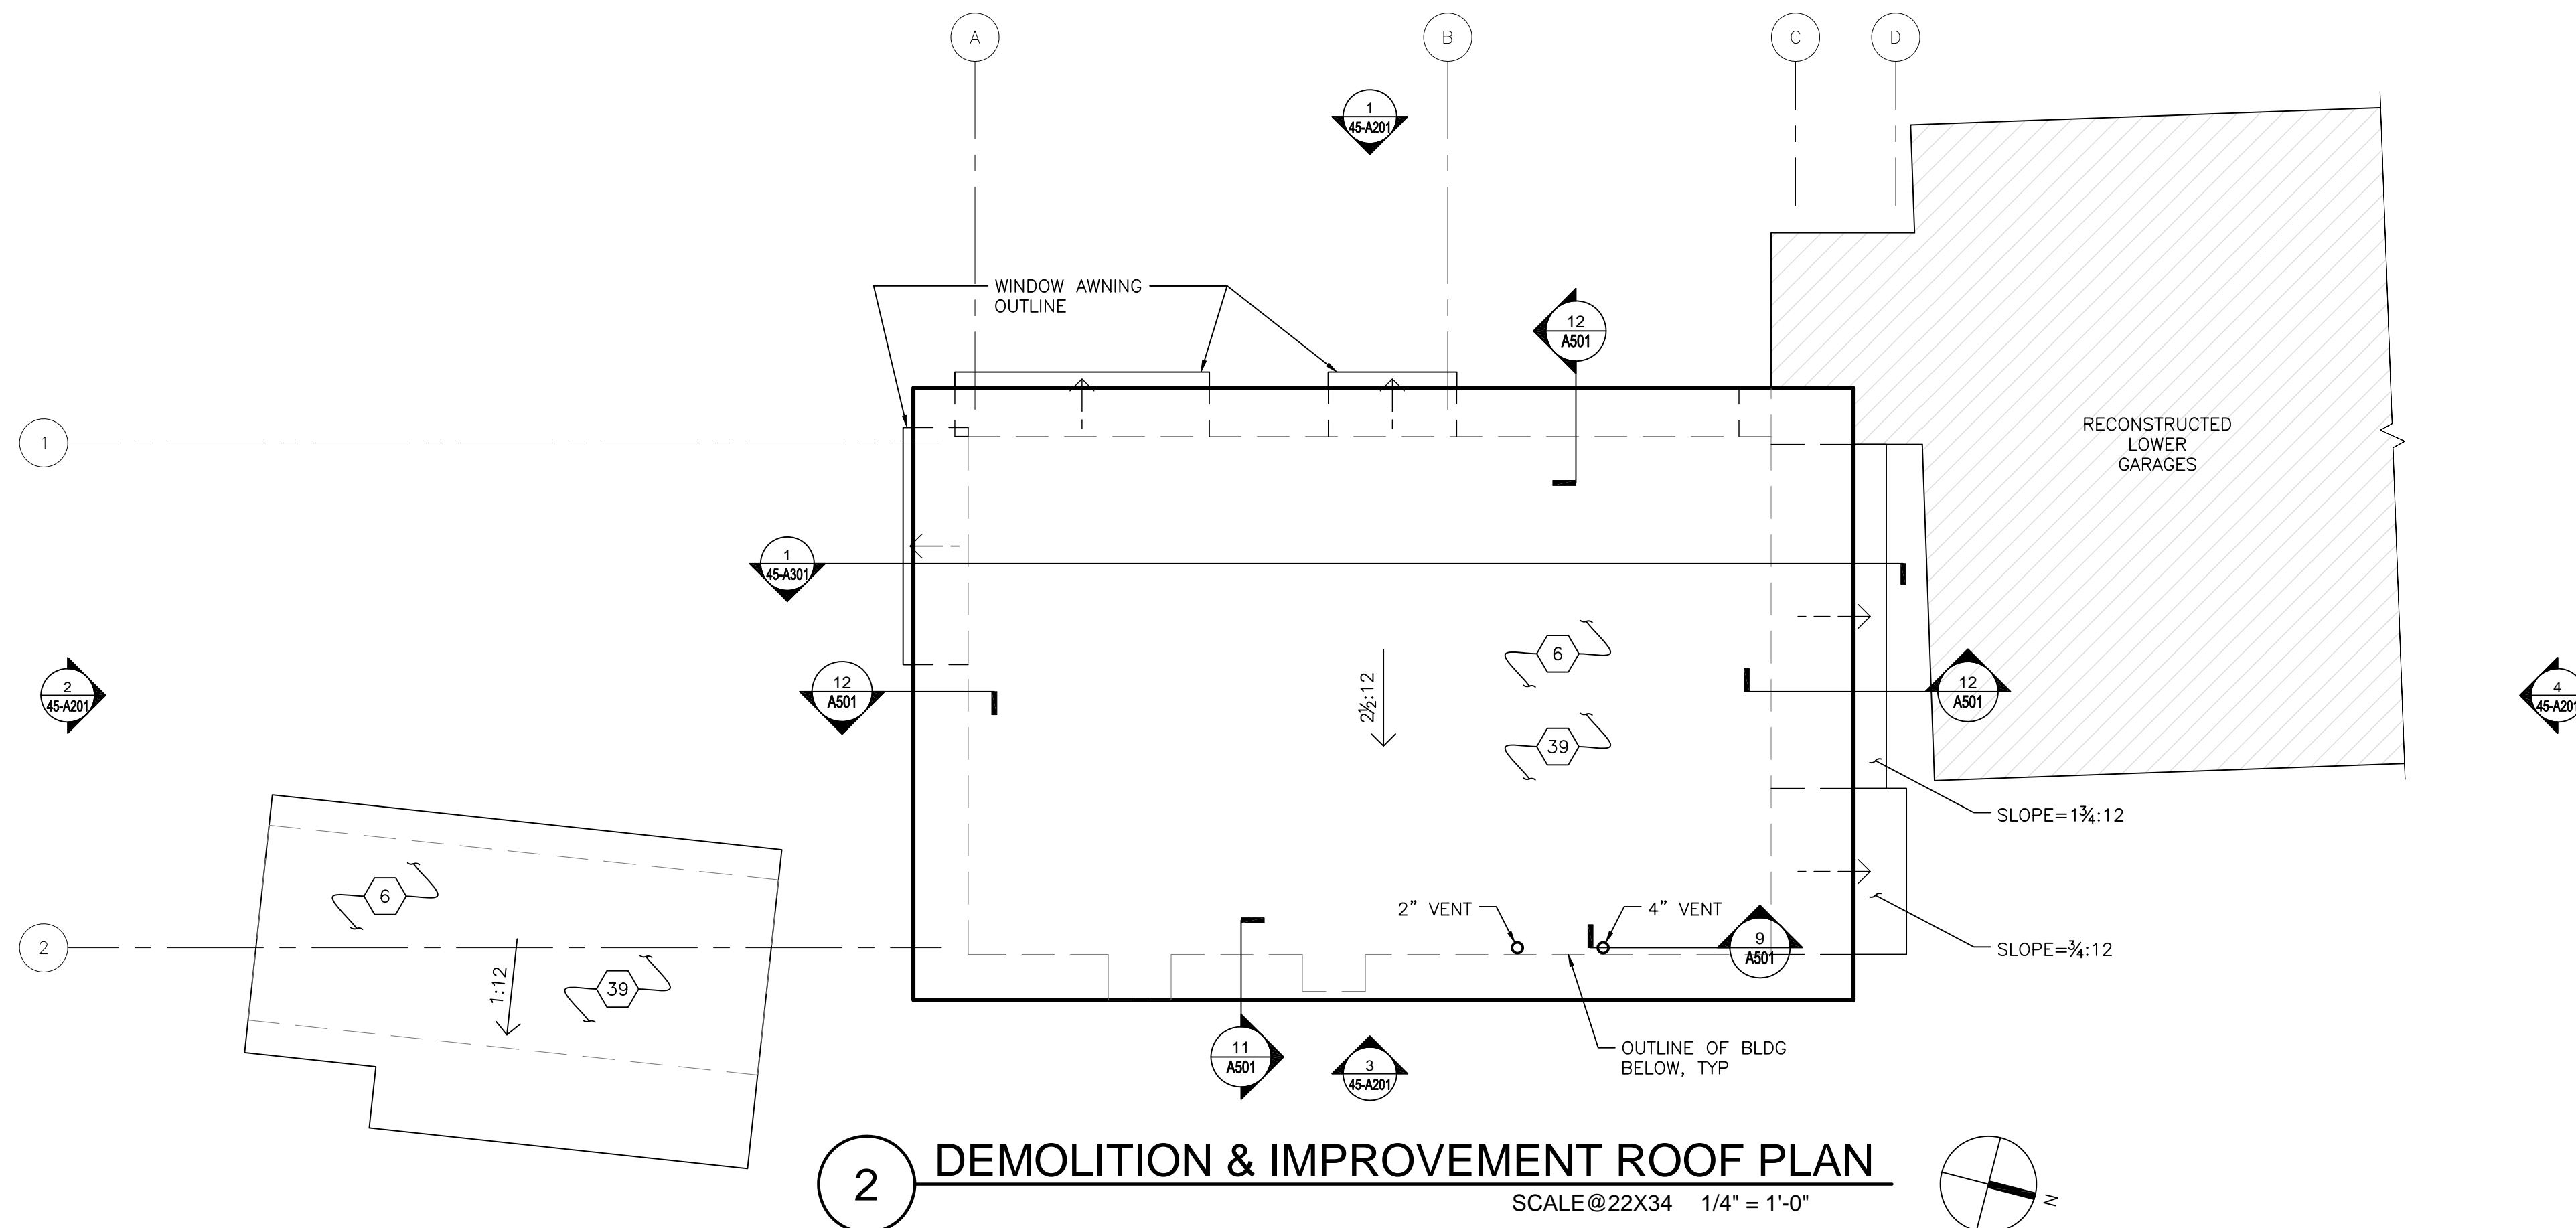 A
B
C
D
1
45-A201
WINDOW AWNING
OUTLINE
12
A501
RECONSTRUCTED
LOWER
GARAGES
1
1
45-A301
6
2½:12
39
2
45-A201
12
A501
12
A501
4
45-A201
SLOPE=1¾:12
6
1:12
39
2
2” VENT
4” VENT
9
A501
SLOPE=¾:12
11
A501
3
45-A201
OUTLINE OF BLDG
BELOW, TYP
2
DEMOLITION & IMPROVEMENT ROOF PLAN
SCALE@22X34 1/4" = 1'-0"
N